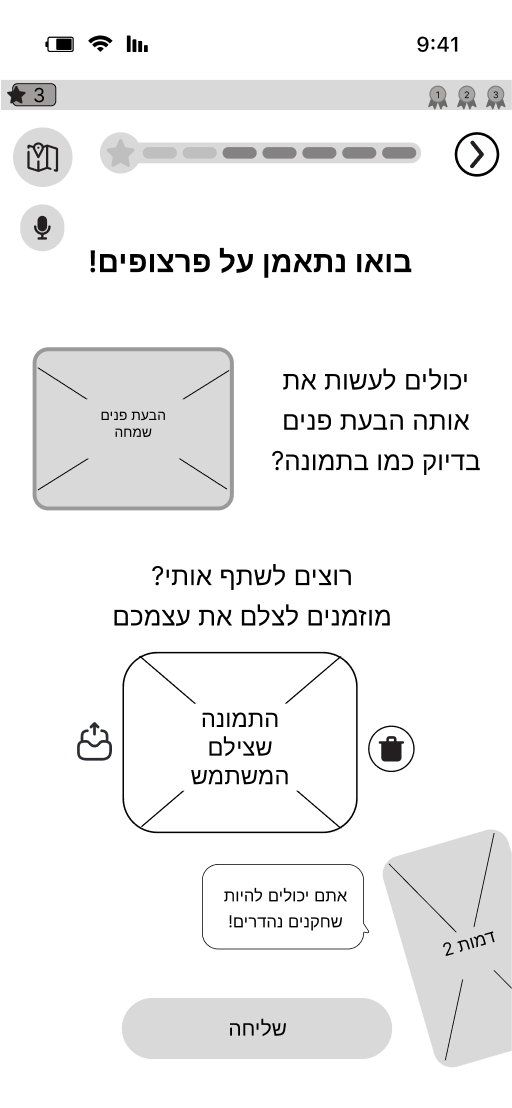 9:41
3
1 2 3
בואו נתאמן על פרצופים!
יכולים לעשות את
אותה הבעת פנים
בדיוק כמו בתמונה?
הבעת פנים
שמחה
רוצים לשתף אותי?
מוזמנים לצלם את עצמכם
התמונה
שצילם
המשתמש
אתם יכולים להיות
שחקנים נהדרים!
דמות 2
שליחה